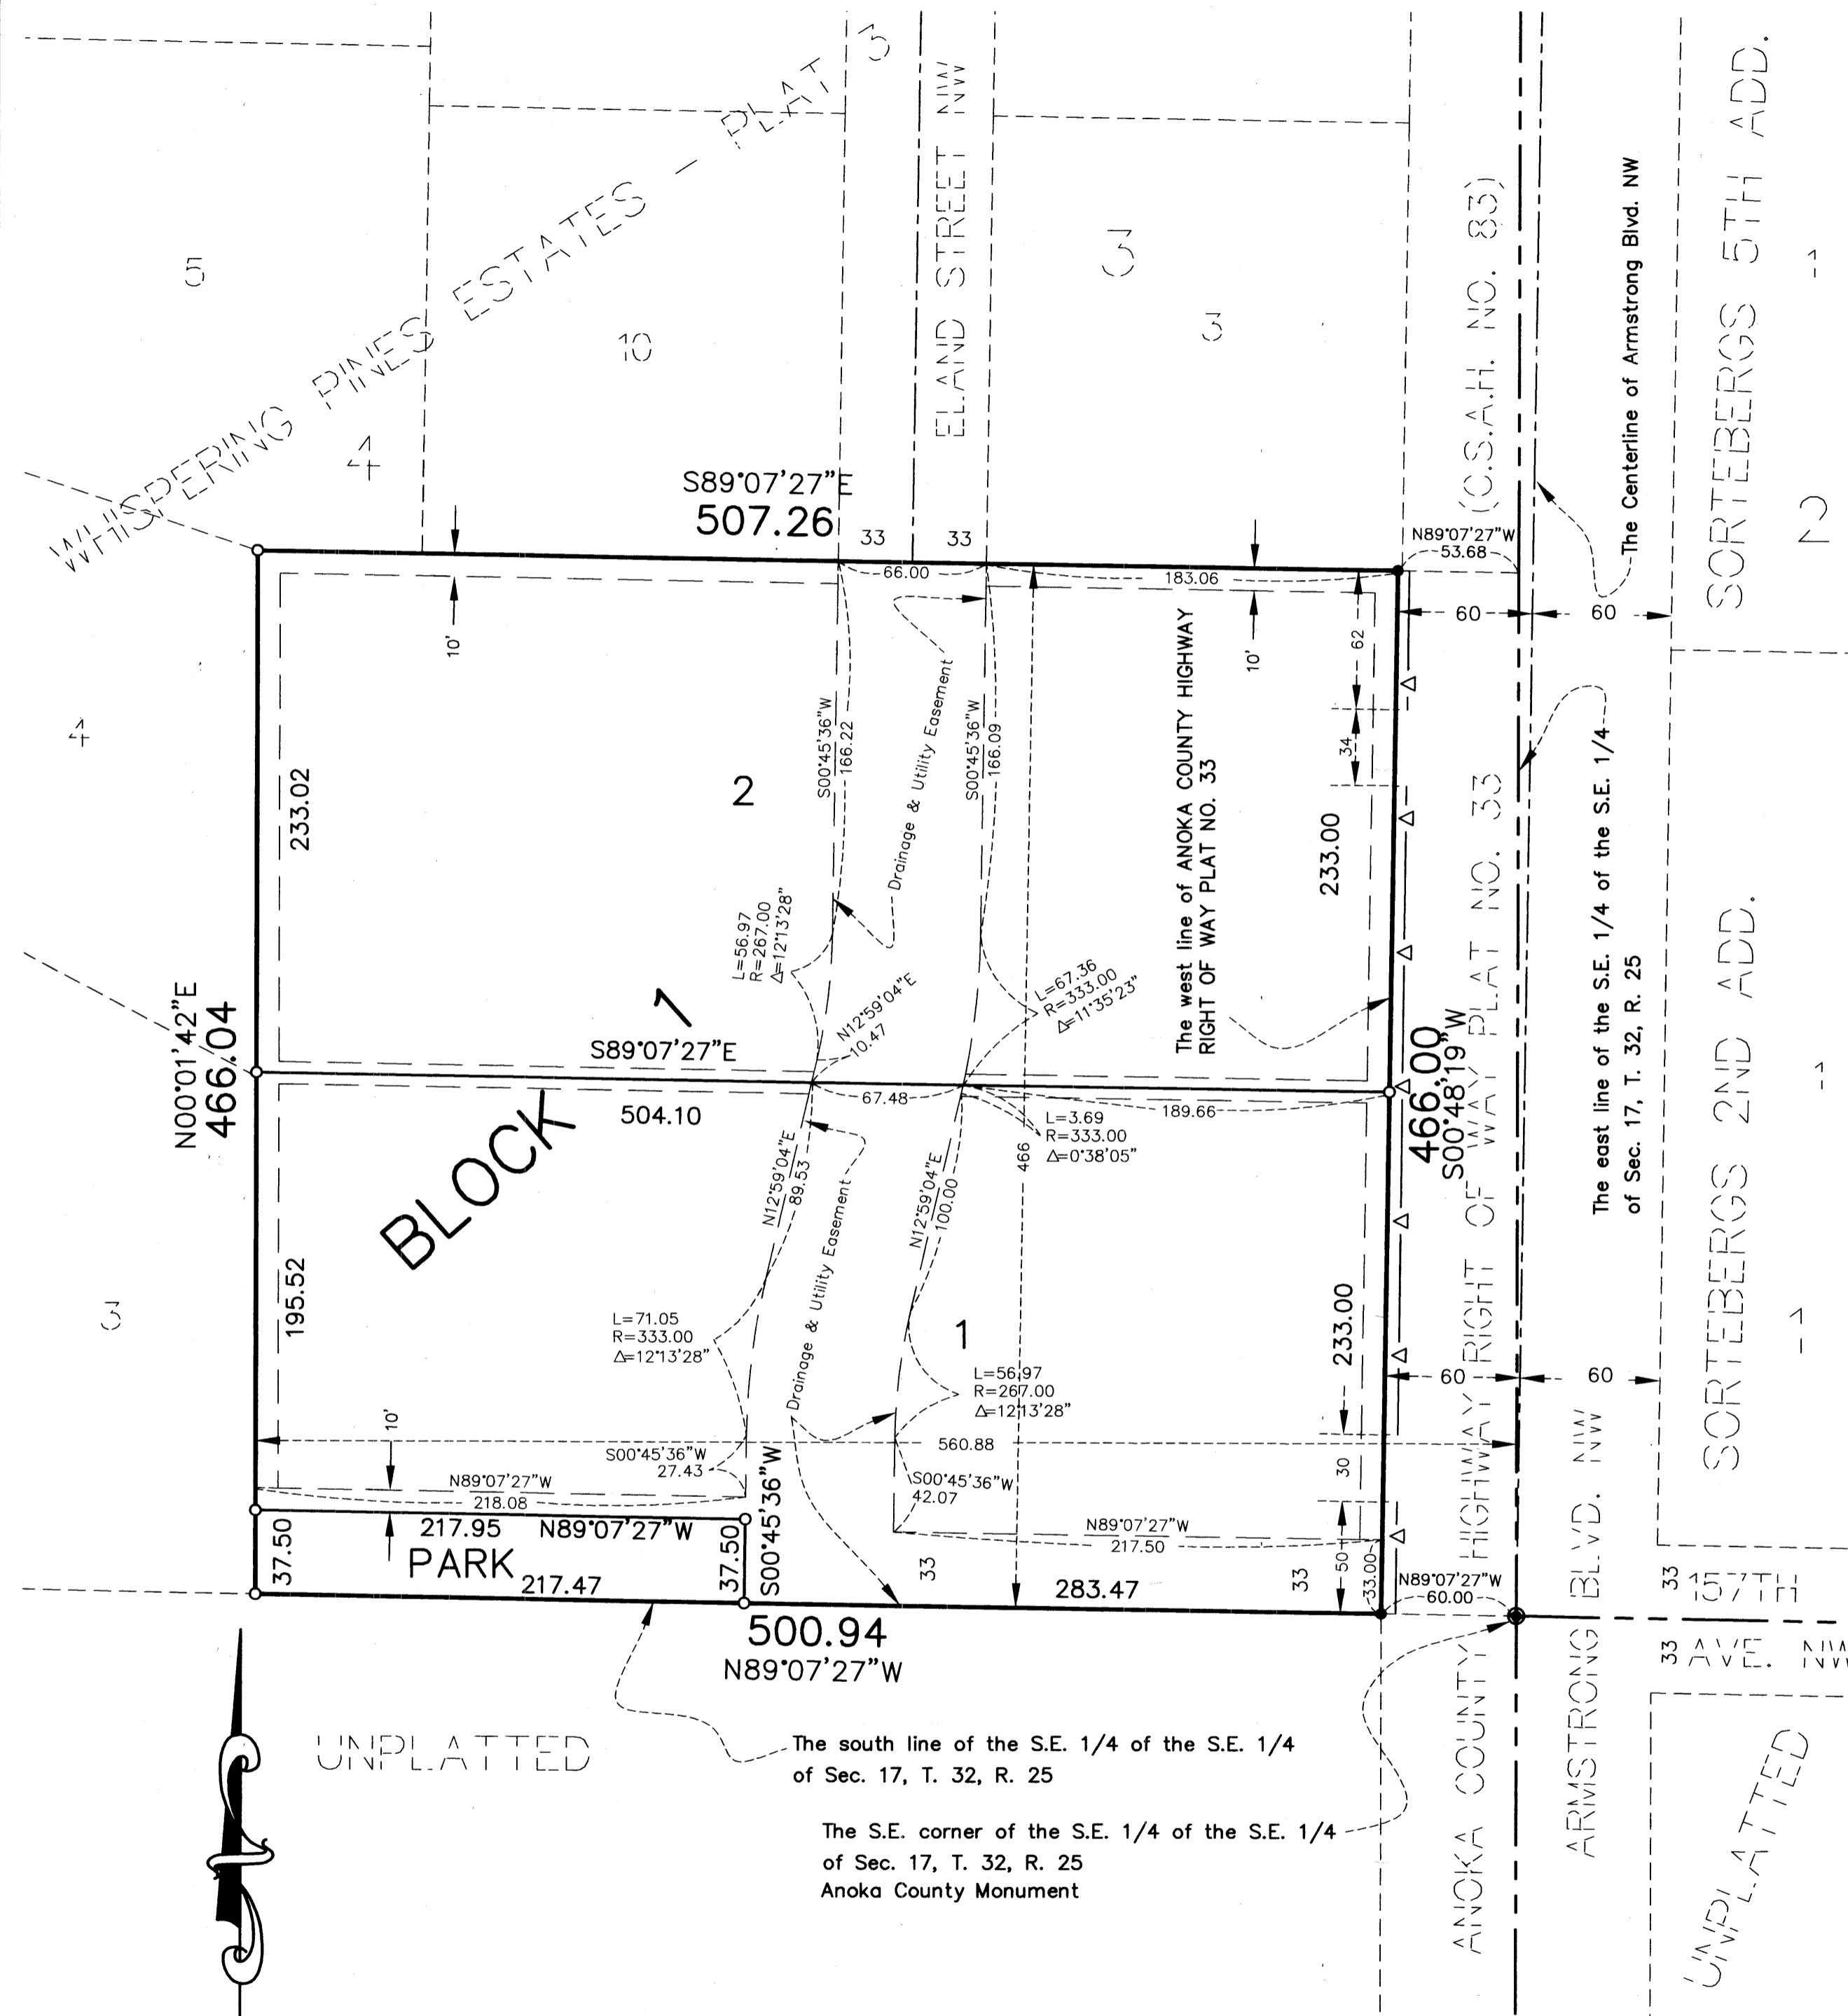 WHISPERING PINES ESTATES - PLAT 3
ELAND STREET NW
(C.S.A.H. NO. 83)
The Centerline of Armstrong Blvd. NW
SORTEBERGS 5TH ADD.
1
2
5
10
3
3
4
4
3
S89°07'27"E
507.26
33
33
66.00
183.06
N89°07'27"W
53.68
60
60
10'
10'
62
34
233.02
S00°45'36"W
166.22
Drainage & Utility Easement
S00°45'36"W
166.09
The west line of ANOKA COUNTY HIGHWAY
RIGHT OF WAY PLAT NO. 33
233.00
The east line of the S.E. 1/4 of the S.E. 1/4
of Sec. 17, T. 32, R. 25
2
L=56.97
R=267.00
Δ=12°13'28"
N12°59'04"E
10.47
L=67.36
R=333.00
Δ=11°35'23"
N00°01'42"E
466.04
BLOCK 1
S89°07'27"E
504.10
67.48
189.66
L=3.69
R=333.00
Δ=0°38'05"
466.00
S00°48'19"W
466
N12°59'04"E
89.53
N12°59'04"E
100.00
Drainage & Utility Easement
195.52
L=71.05
R=333.00
Δ=12°13'28"
1
L=56.97
R=267.00
Δ=12°13'28"
233.00
60
60
SORTEBERGS 2ND ADD.
1
1
10'
560.88
S00°45'36"W
27.43
S00°45'36"W
42.07
30
N89°07'27"W
218.08
S00°45'36"W
N89°07'27"W
217.50
217.95 N89°07'27"W
37.50
PARK
37.50
217.47
33
283.47
33
50
33.00
N89°07'27"W
60.00
500.94
N89°07'27"W
33
157TH
33
AVE. NW
ANOKA COUNTY HIGHWAY RIGHT OF WAY PLAT NO. 33
ARMSTRONG BLVD. NW
UNPLATTED
The south line of the S.E. 1/4 of the S.E. 1/4
of Sec. 17, T. 32, R. 25
The S.E. corner of the S.E. 1/4 of the S.E. 1/4
of Sec. 17, T. 32, R. 25
Anoka County Monument
UNPLATTED